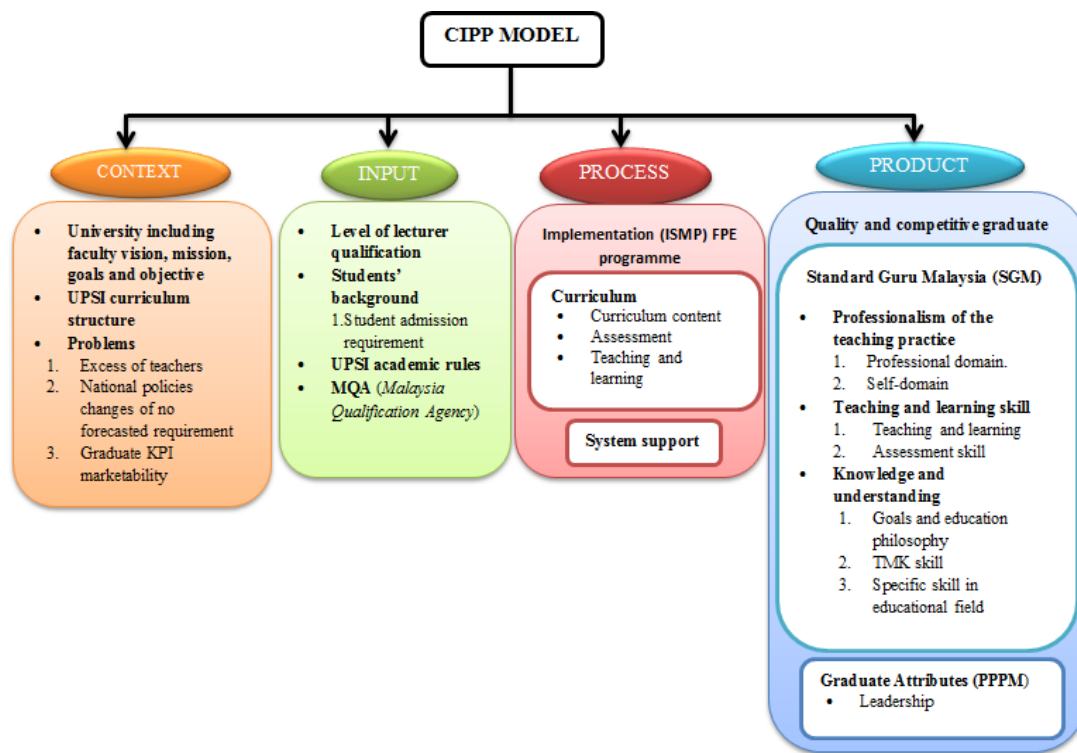 CIPP MODEL
CONTEXT
• University including
faculty vision, mission,
goals and objective
• UPSI curriculum
structure
• Problems
1. Excess of teachers
2. National policies
changes of no
forecasted requirement
3. Graduate KPI
marketability
INPUT
• Level of lecturer
qualification
• Students'
background
1.Student admission
requirement
• UPSI academic rules
• MQA (Malaysia
Qualification Agency)
PROCESS
Implementation (ISMP) FPE
programme
Curriculum
• Curriculum content
• Assessment
• Teaching and
learning
System support
PRODUCT
Quality and competitive graduate
Standard Guru Malaysia (SGM)
• Professionalism of the
teaching practice
1. Professional domain.
2. Self-domain
• Teaching and learning skill
1. Teaching and learning
2. Assessment skill
• Knowledge and
understanding
1. Goals and education
philosophy
2. TMK skill
3. Specific skill in
educational field
Graduate Attributes (PPPM)
• Leadership